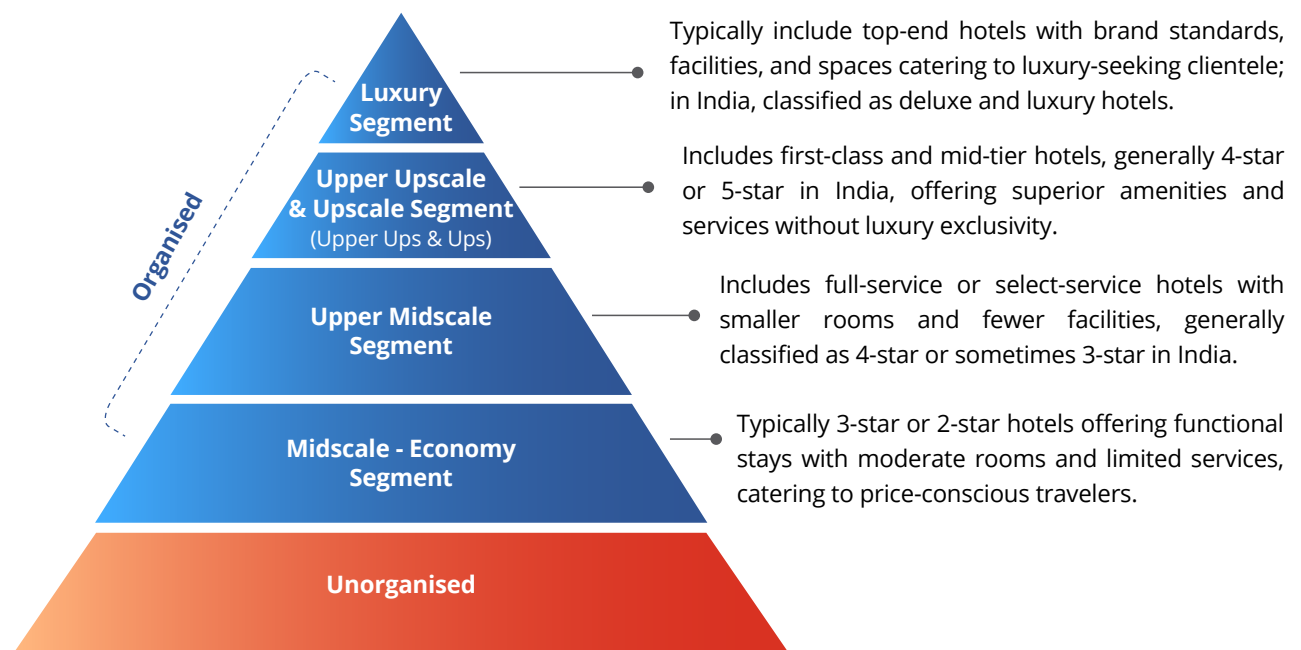 Luxury
Segment
Typically include top-end hotels with brand standards,
facilities, and spaces catering to luxury-seeking clientele;
in India, classified as deluxe and luxury hotels.
Organised
Upper Upscale
& Upscale Segment
(Upper Ups & Ups)
Includes first-class and mid-tier hotels, generally 4-star
or 5-star in India, offering superior amenities and
services without luxury exclusivity.
Upper Midscale
Segment
Includes full-service or select-service hotels with
smaller rooms and fewer facilities, generally
classified as 4-star or sometimes 3-star in India.
Midscale - Economy
Segment
Typically 3-star or 2-star hotels offering functional
stays with moderate rooms and limited services,
catering to price-conscious travelers.
Unorganised